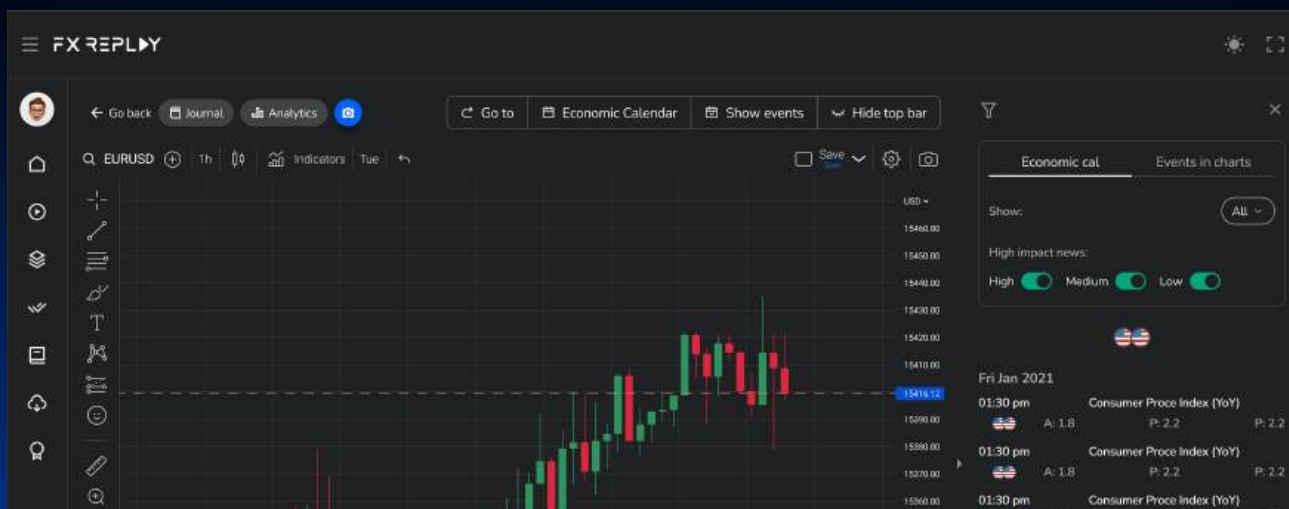 FX REPLAY
Go back Journal Analytics Go to Economic Calendar Show events Hide top bar
EURUSD 1h Indicators Tue Save
Economic cal Events in charts
USD
Show: All
15460.00
15450.00
High impact news:
15440.00
High Medium Low
15430.00
15420.00
15410.00
Fri Jan 2021
15416.12
01:30 pm Consumer Proce Index (YoY)
15390.00
A: 1.8 P: 2.2 P: 2.2
15380.00
01:30 pm Consumer Proce Index (YoY)
15370.00
A: 1.8 P: 2.2 P: 2.2
15360.00
01:30 pm Consumer Proce Index (YoY)